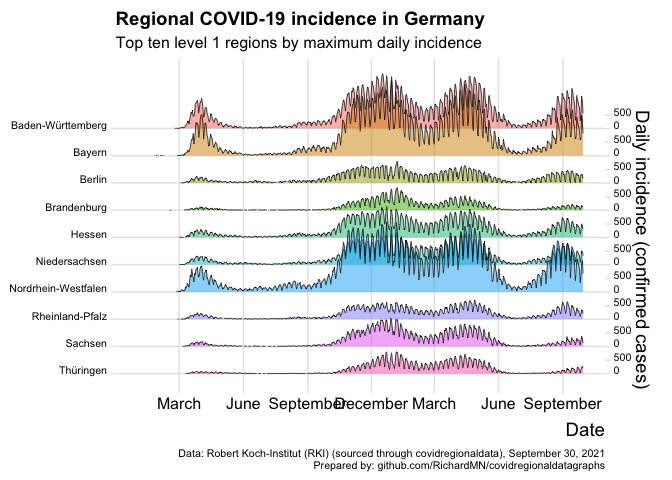 Regional COVID-19 incidence in Germany
Top ten level 1 regions by maximum daily incidence
Baden-Württemberg
Bayern
Berlin
Brandenburg
Hessen
Niedersachsen
Nordrhein-Westfalen
Rheinland-Pfalz
Sachsen
Thüringen
500
0
500
0
500
0
500
0
500
0
500
0
500
0
500
0
500
0
500
0
Daily incidence (confirmed cases)
March June September December March June September
Date
Data: Robert Koch-Institut (RKI) (sourced through covidregionaldata), September 30, 2021
Prepared by: github.com/RichardMN/covidregionaldatagraphs